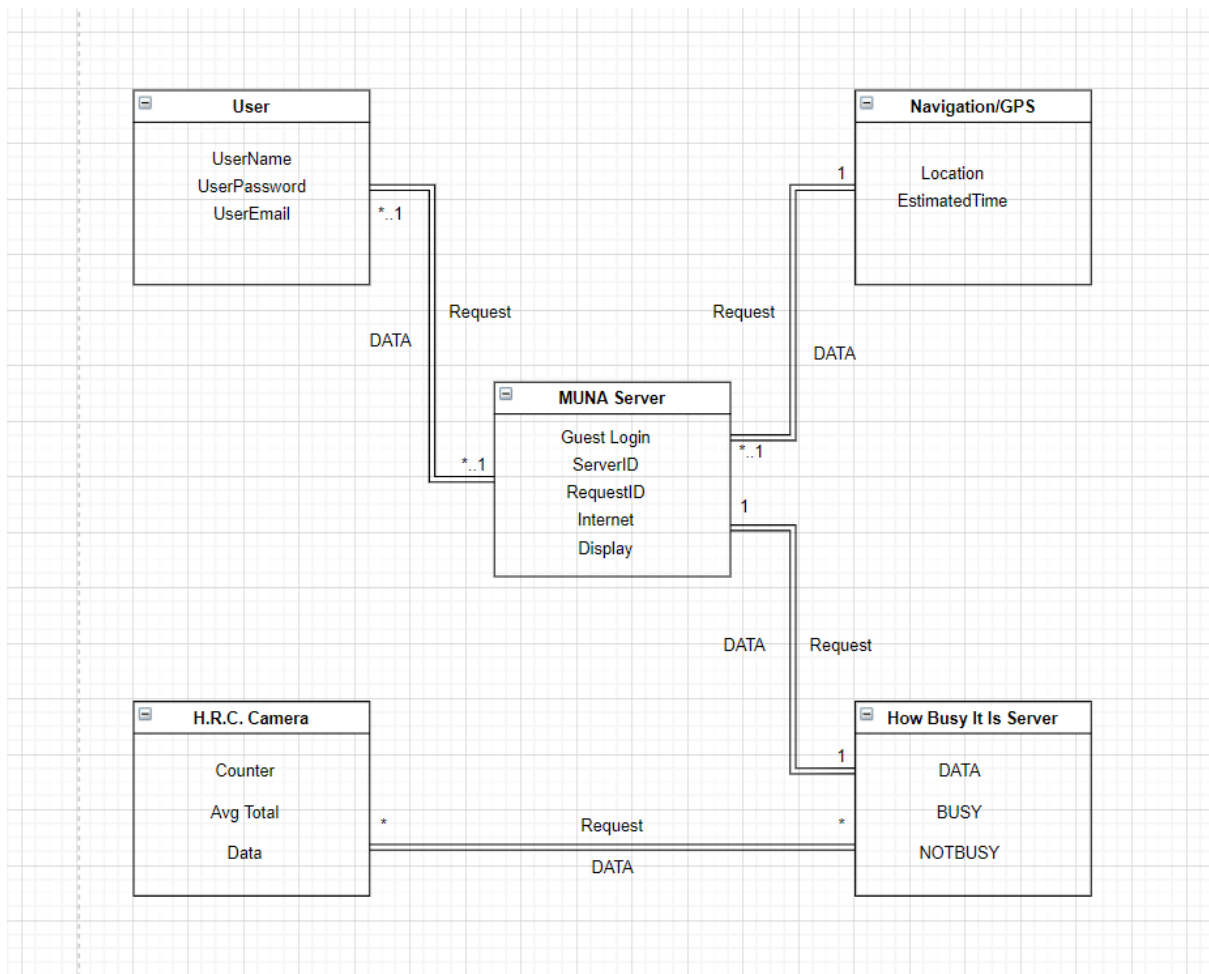 User
UserName
UserPassword
UserEmail
*..1
Navigation/GPS
Location
EstimatedTime
1
Request
DATA
Request
DATA
MUNA Server
Guest Login
ServerID
RequestID
Internet
Display
*..1
*..1
1
DATA
Request
H.R.C. Camera
Counter
Avg Total
Data
*
Request
DATA
*
1
How Busy It Is Server
DATA
BUSY
NOTBUSY